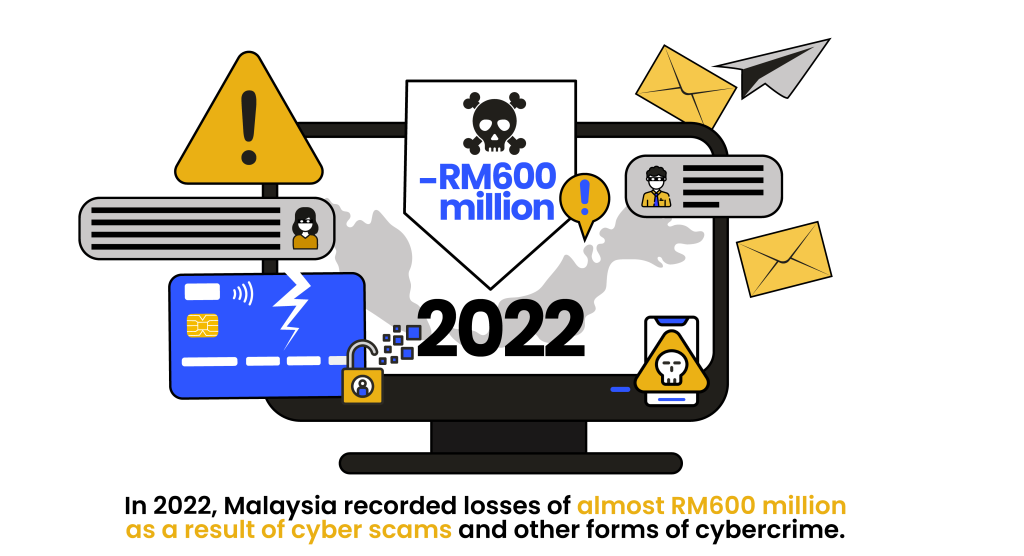 –RM600
million
2022
In 2022, Malaysia recorded losses of almost RM600 million
as a result of cyber scams and other forms of cybercrime.